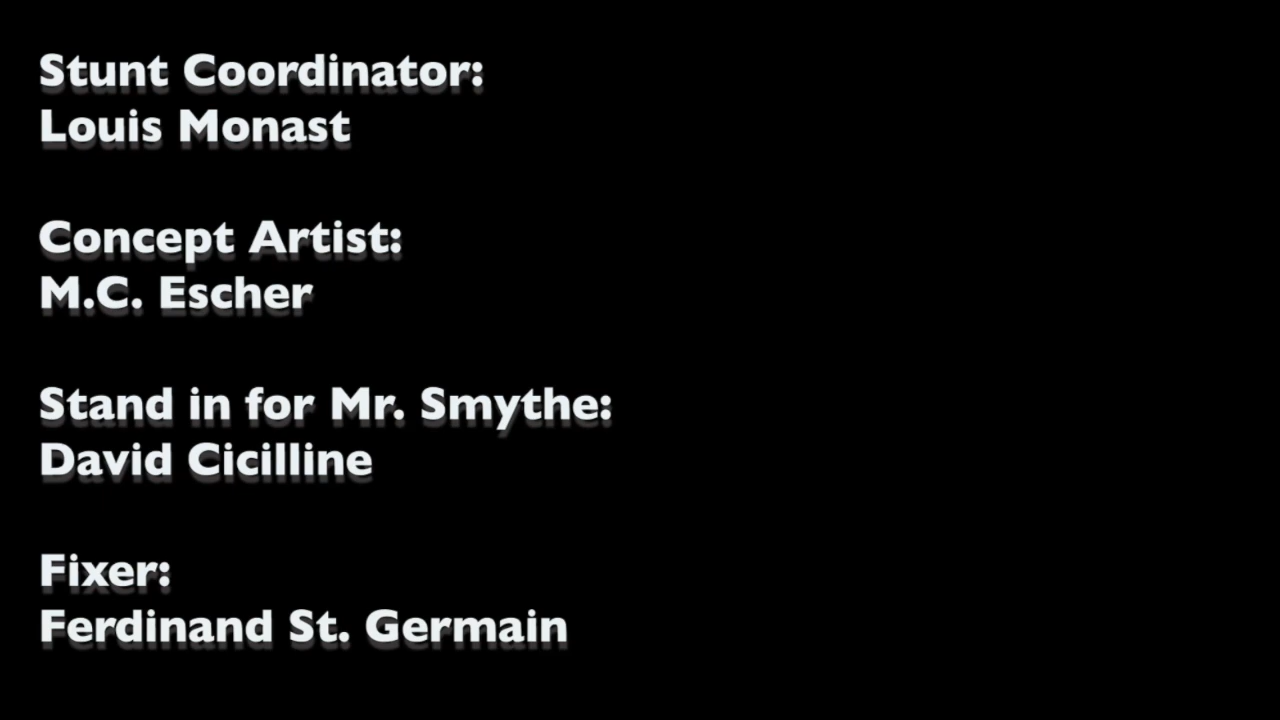 Stunt Coordinator:
Louis Monast
Concept Artist:
M.C. Escher
Stand in for Mr. Smythe:
David Cicilline
Fixer:
Ferdinand St. Germain